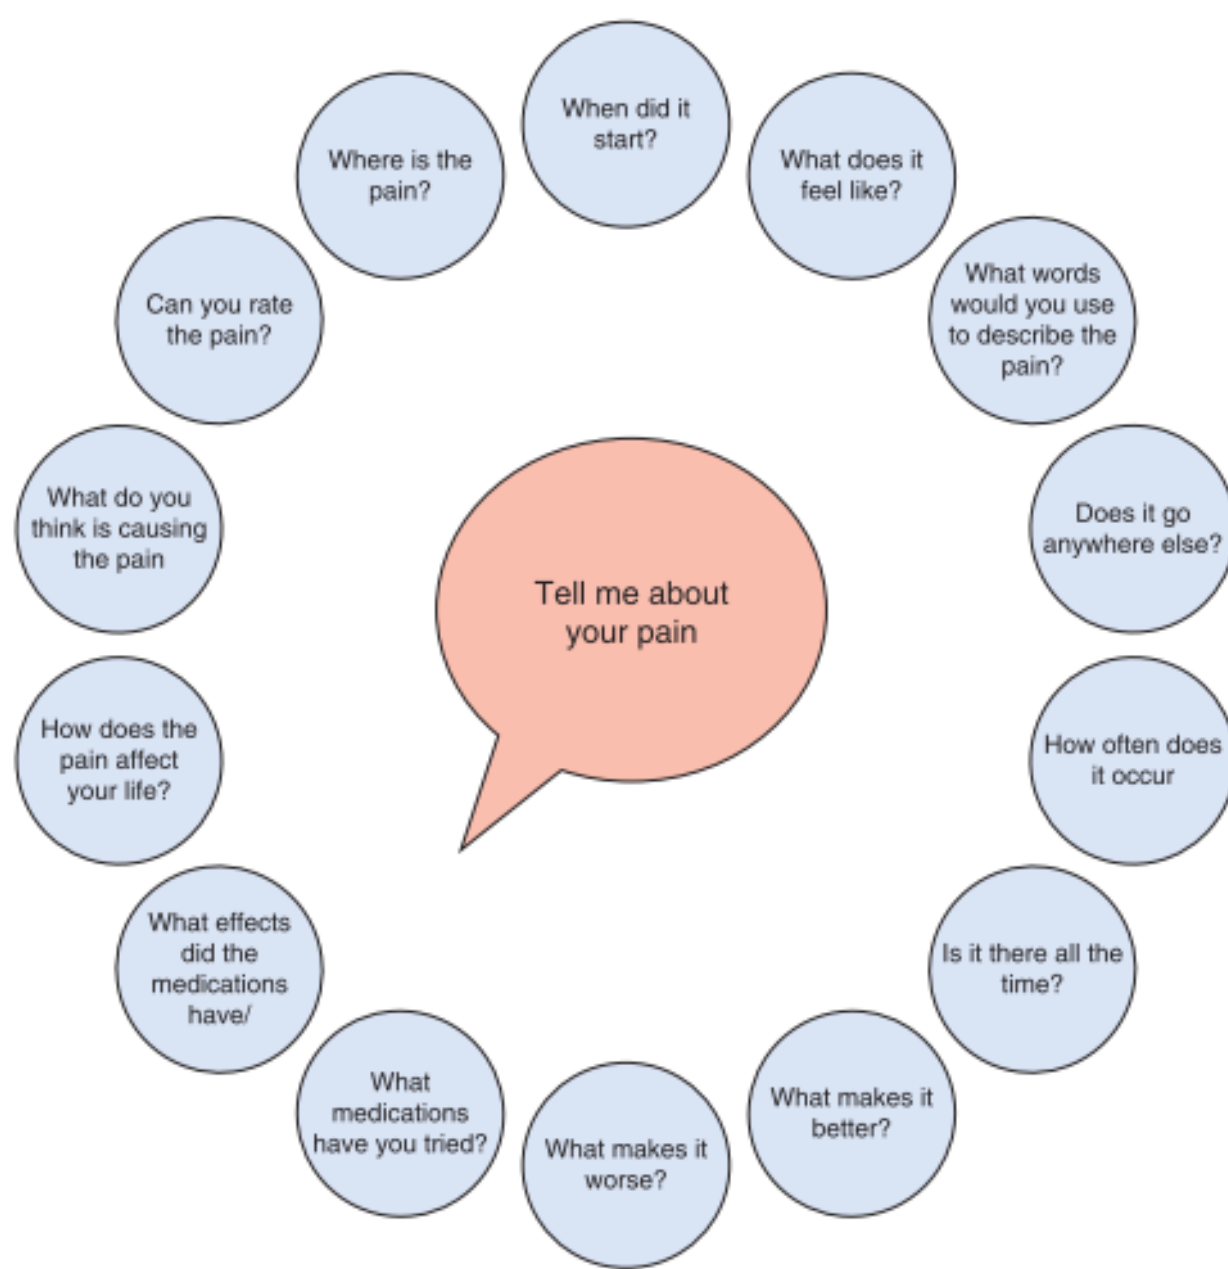 When did it
start?
What does it
feel like?
What words
would you use
to describe the
pain?
Does it go
anywhere else?
How often does
it occur
Is it there all the
time?
What makes it
better?
What makes it
worse?
What
medications
have you tried?
What effects
did the
medications
have/
How does the
pain affect
your life?
What do you
think is causing
the pain
Can you rate
the pain?
Where is the
pain?
Tell me about
your pain